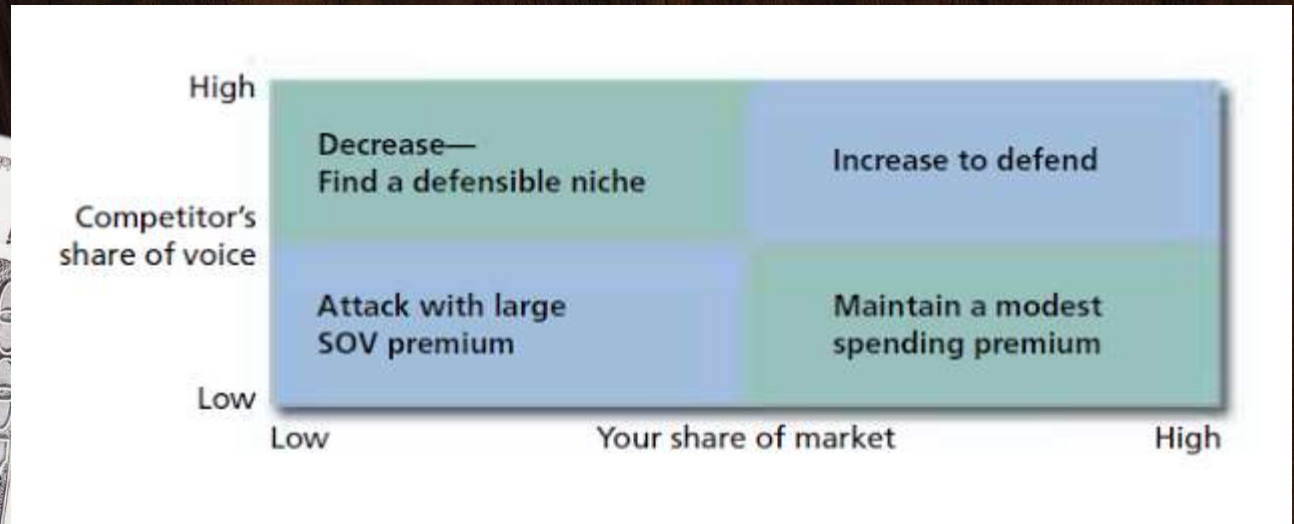 High
Decrease—
Find a defensible niche
Increase to defend
Competitor's
share of voice
Attack with large
SOV premium
Maintain a modest
spending premium
Low
Low
Your share of market
High